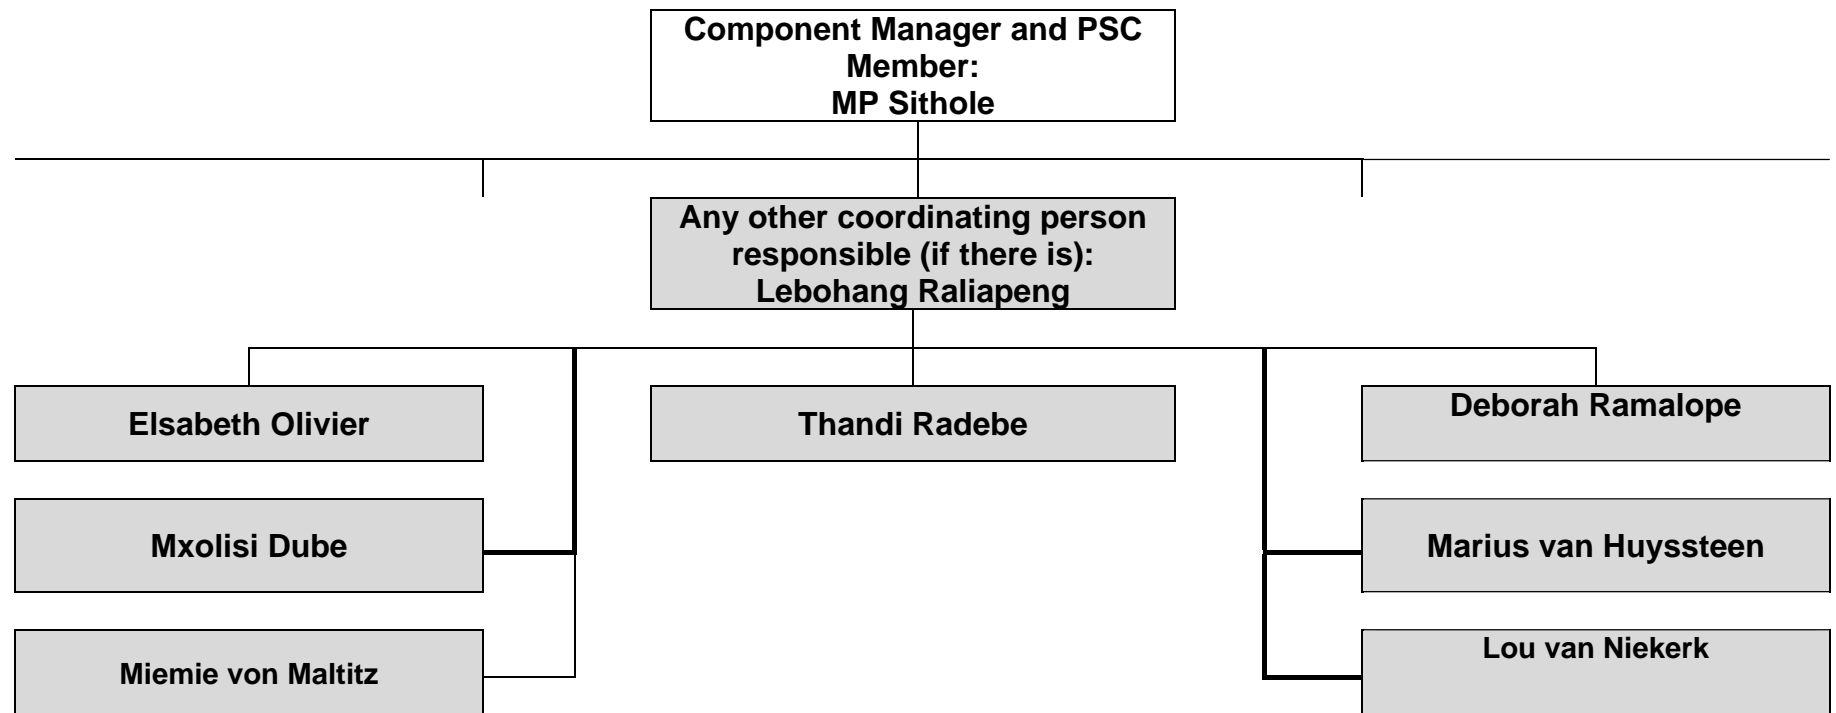 Component Manager and PSC
Member:
MP Sithole
Any other coordinating person
responsible (if there is):
Lebohang Raliapeng
Elsabeth Olivier
Thandi Radebe
Deborah Ramalope
Mxolisi Dube
Marius van Huyssteen
Miemie von Maltitz
Lou van Niekerk